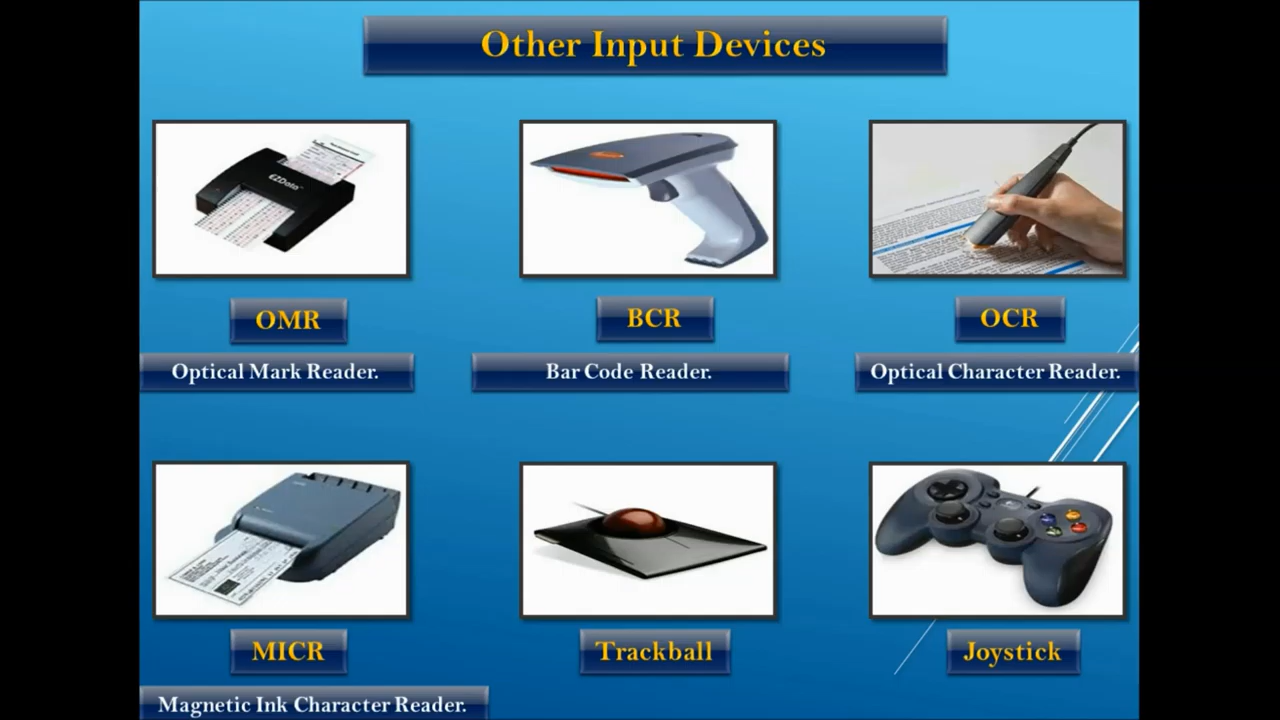 Other Input Devices
EZData
OMR
BCR
OCR
Optical Mark Reader.
Bar Code Reader.
Optical Character Reader.
MICR
Trackball
Joystick
Magnetic Ink Character Reader.